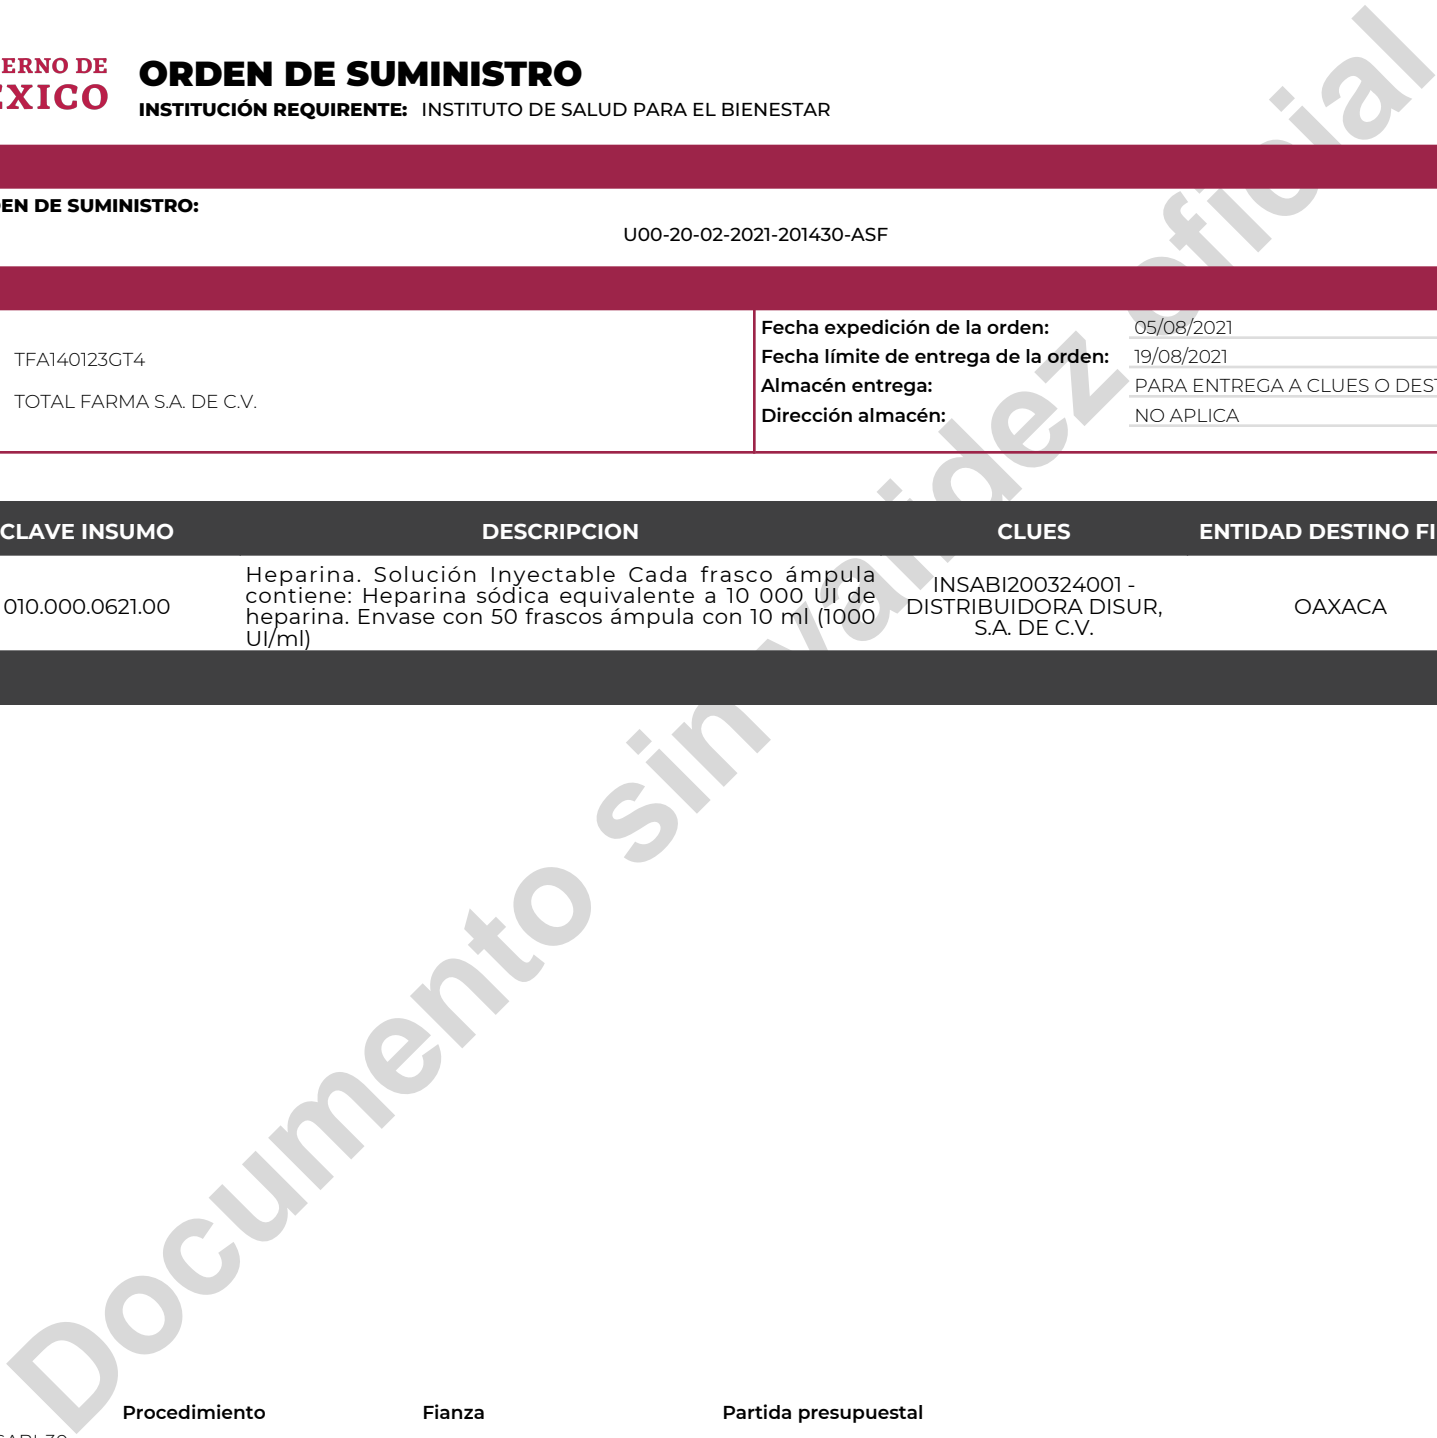 ERNO DE
ORDEN DE SUMINISTRO
EXICO
INSTITUCIÓN REQUIRENTE: INSTITUTO DE SALUD PARA EL BIENESTAR
EN DE SUMINISTRO:
U00-20-02-2021-201430-ASF
Fecha expedición de la orden: 05/08/2021
TFA140123GT4
Fecha límite de entrega de la orden: 19/08/2021
Almacén entrega: PARA ENTREGA A CLUES O DEST
TOTAL FARMA S.A. DE C.V.
Dirección almacén: NO APLICA
CLAVE INSUMO DESCRIPCION CLUES ENTIDAD DESTINO FI
010.000.0621.00
Heparina. Solución Inyectable Cada frasco ámpula
contiene: Heparina sódica equivalente a 10 000 UI de
heparina. Envase con 50 frascos ámpula con 10 ml (1000
UI/ml)
INSABI200324001 -
DISTRIBUIDORA DISUR,
S.A. DE C.V.
OAXACA
Documento sin validez oficial
Procedimiento Fianza Partida presupuestal